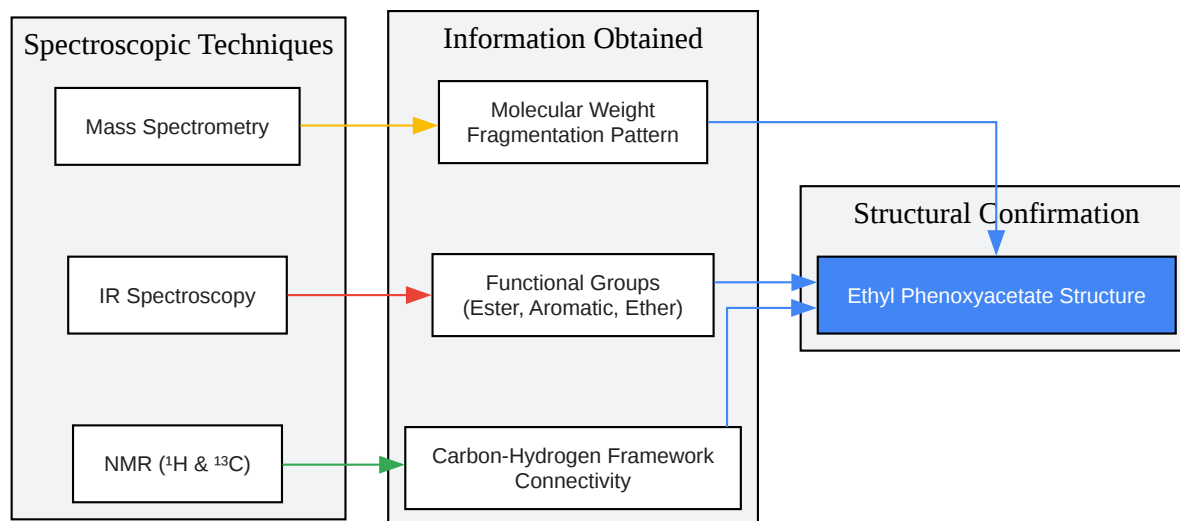 Spectroscopic Techniques
Mass Spectrometry
IR Spectroscopy
NMR (¹H & ¹³C)
Information Obtained
Molecular Weight
Fragmentation Pattern
Functional Groups
(Ester, Aromatic, Ether)
Carbon-Hydrogen Framework
Connectivity
Structural Confirmation
Ethyl Phenoxyacetate Structure